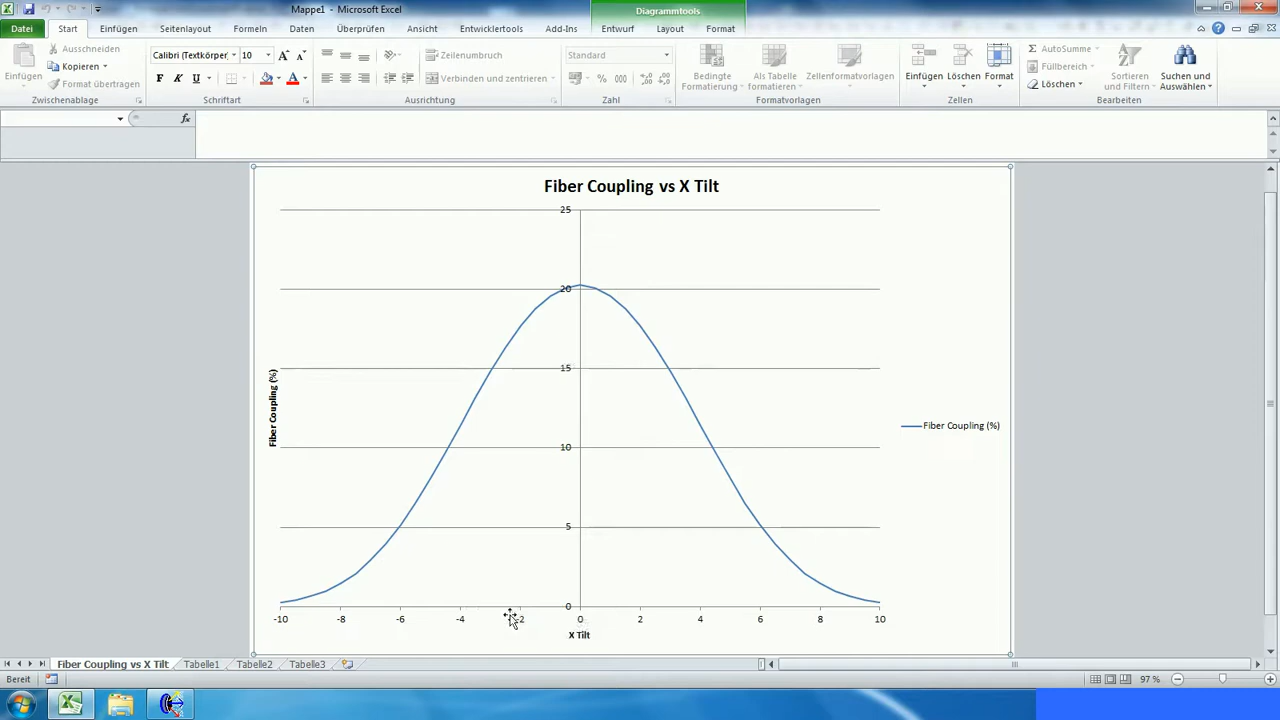 Mappe1 - Microsoft Excel
Diagrammtools
Datei Start Einfügen Seitenlayout Formeln Daten Überprüfen Ansicht Entwicklertools Add-Ins Entwurf Layout Format
Einfügen
Ausschneiden
Kopieren
Format übertragen
Zwischenablage
Calibri (Textkörper 10
F K U
Schriftart
Zeilenumbruch
Verbinden und zentrieren
Ausrichtung
Standard
% 000
Zahl
Bedingte Formatierung
Als Tabelle formatieren
Zellenformatvorlagen
Formatvorlagen
Einfügen Löschen Format
Zellen
AutoSumme
Füllbereich
Löschen
Sortieren und Filtern
Suchen und Auswählen
Bearbeiten
fx
Fiber Coupling vs X Tilt
25
20
15
10
5
0
Fiber Coupling (%)
Fiber Coupling (%)
-10 -8 -6 -4 -2 0 2 4 6 8 10
X Tilt
Fiber Coupling vs X Tilt Tabelle1 Tabelle2 Tabelle3
Bereit
97 %